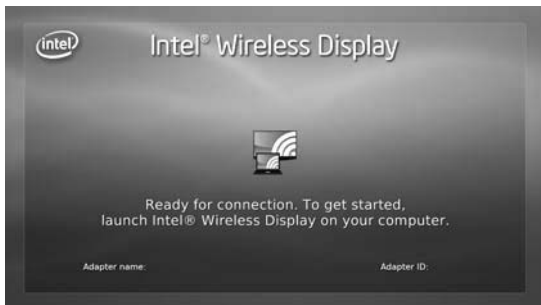 intel
Intel® Wireless Display
Ready for connection. To get started,
launch Intel® Wireless Display on your computer.
Adapter name: Adapter ID: